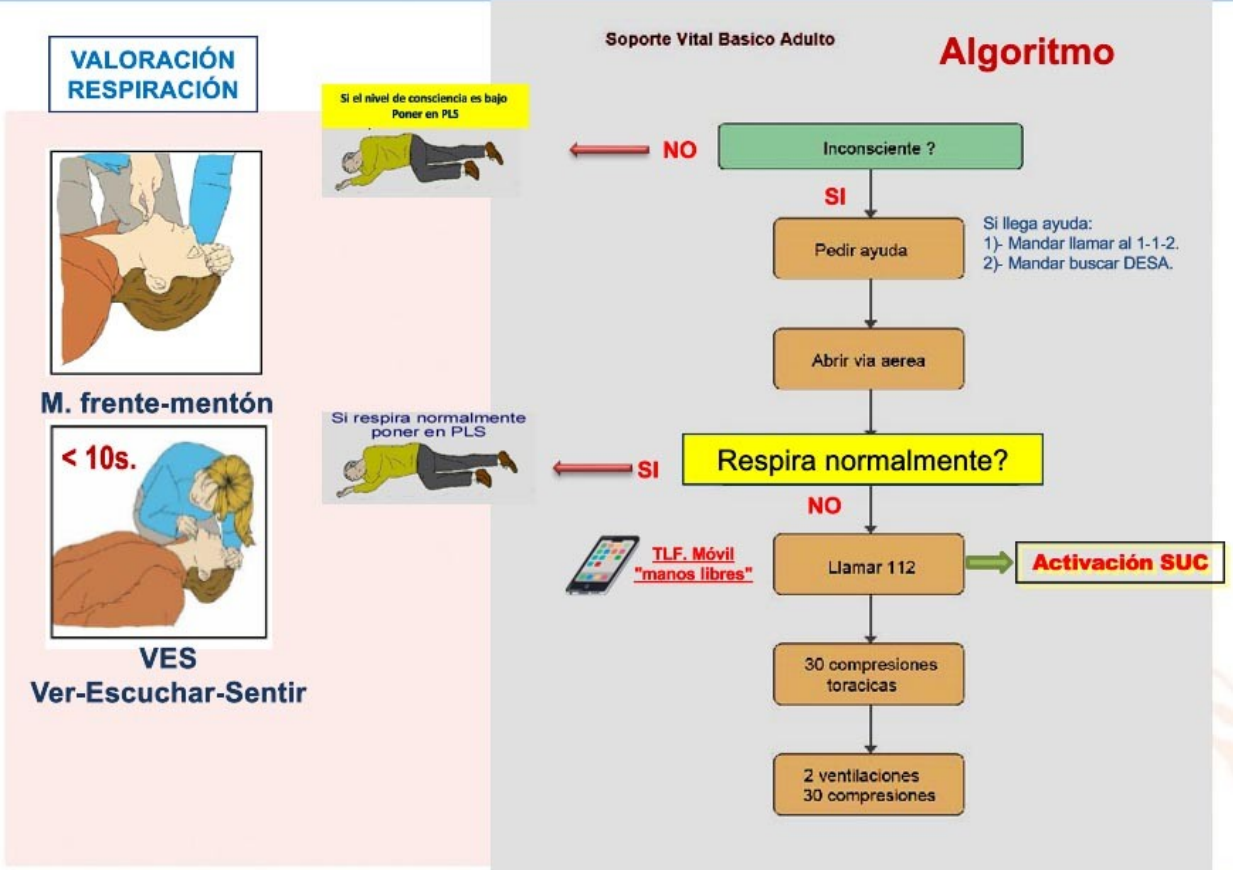 VALORACIÓN
RESPIRACIÓN
M. frente-mentón
< 10s.
VES
Ver-Escuchar-Sentir
Soporte Vital Basico Adulto
Algoritmo
Si el nivel de consciencia es bajo
Poner en PLS
NO
Inconsciente ?
SI
Pedir ayuda
Si llega ayuda:
1)- Mandar llamar al 1-1-2.
2)- Mandar buscar DESA.
Abrir via aerea
Si respira normalmente
poner en PLS
SI
Respira normalmente?
NO
TLF. Móvil
"manos libres"
Llamar 112
Activación SUC
30 compresiones
toracicas
2 ventilaciones
30 compresiones